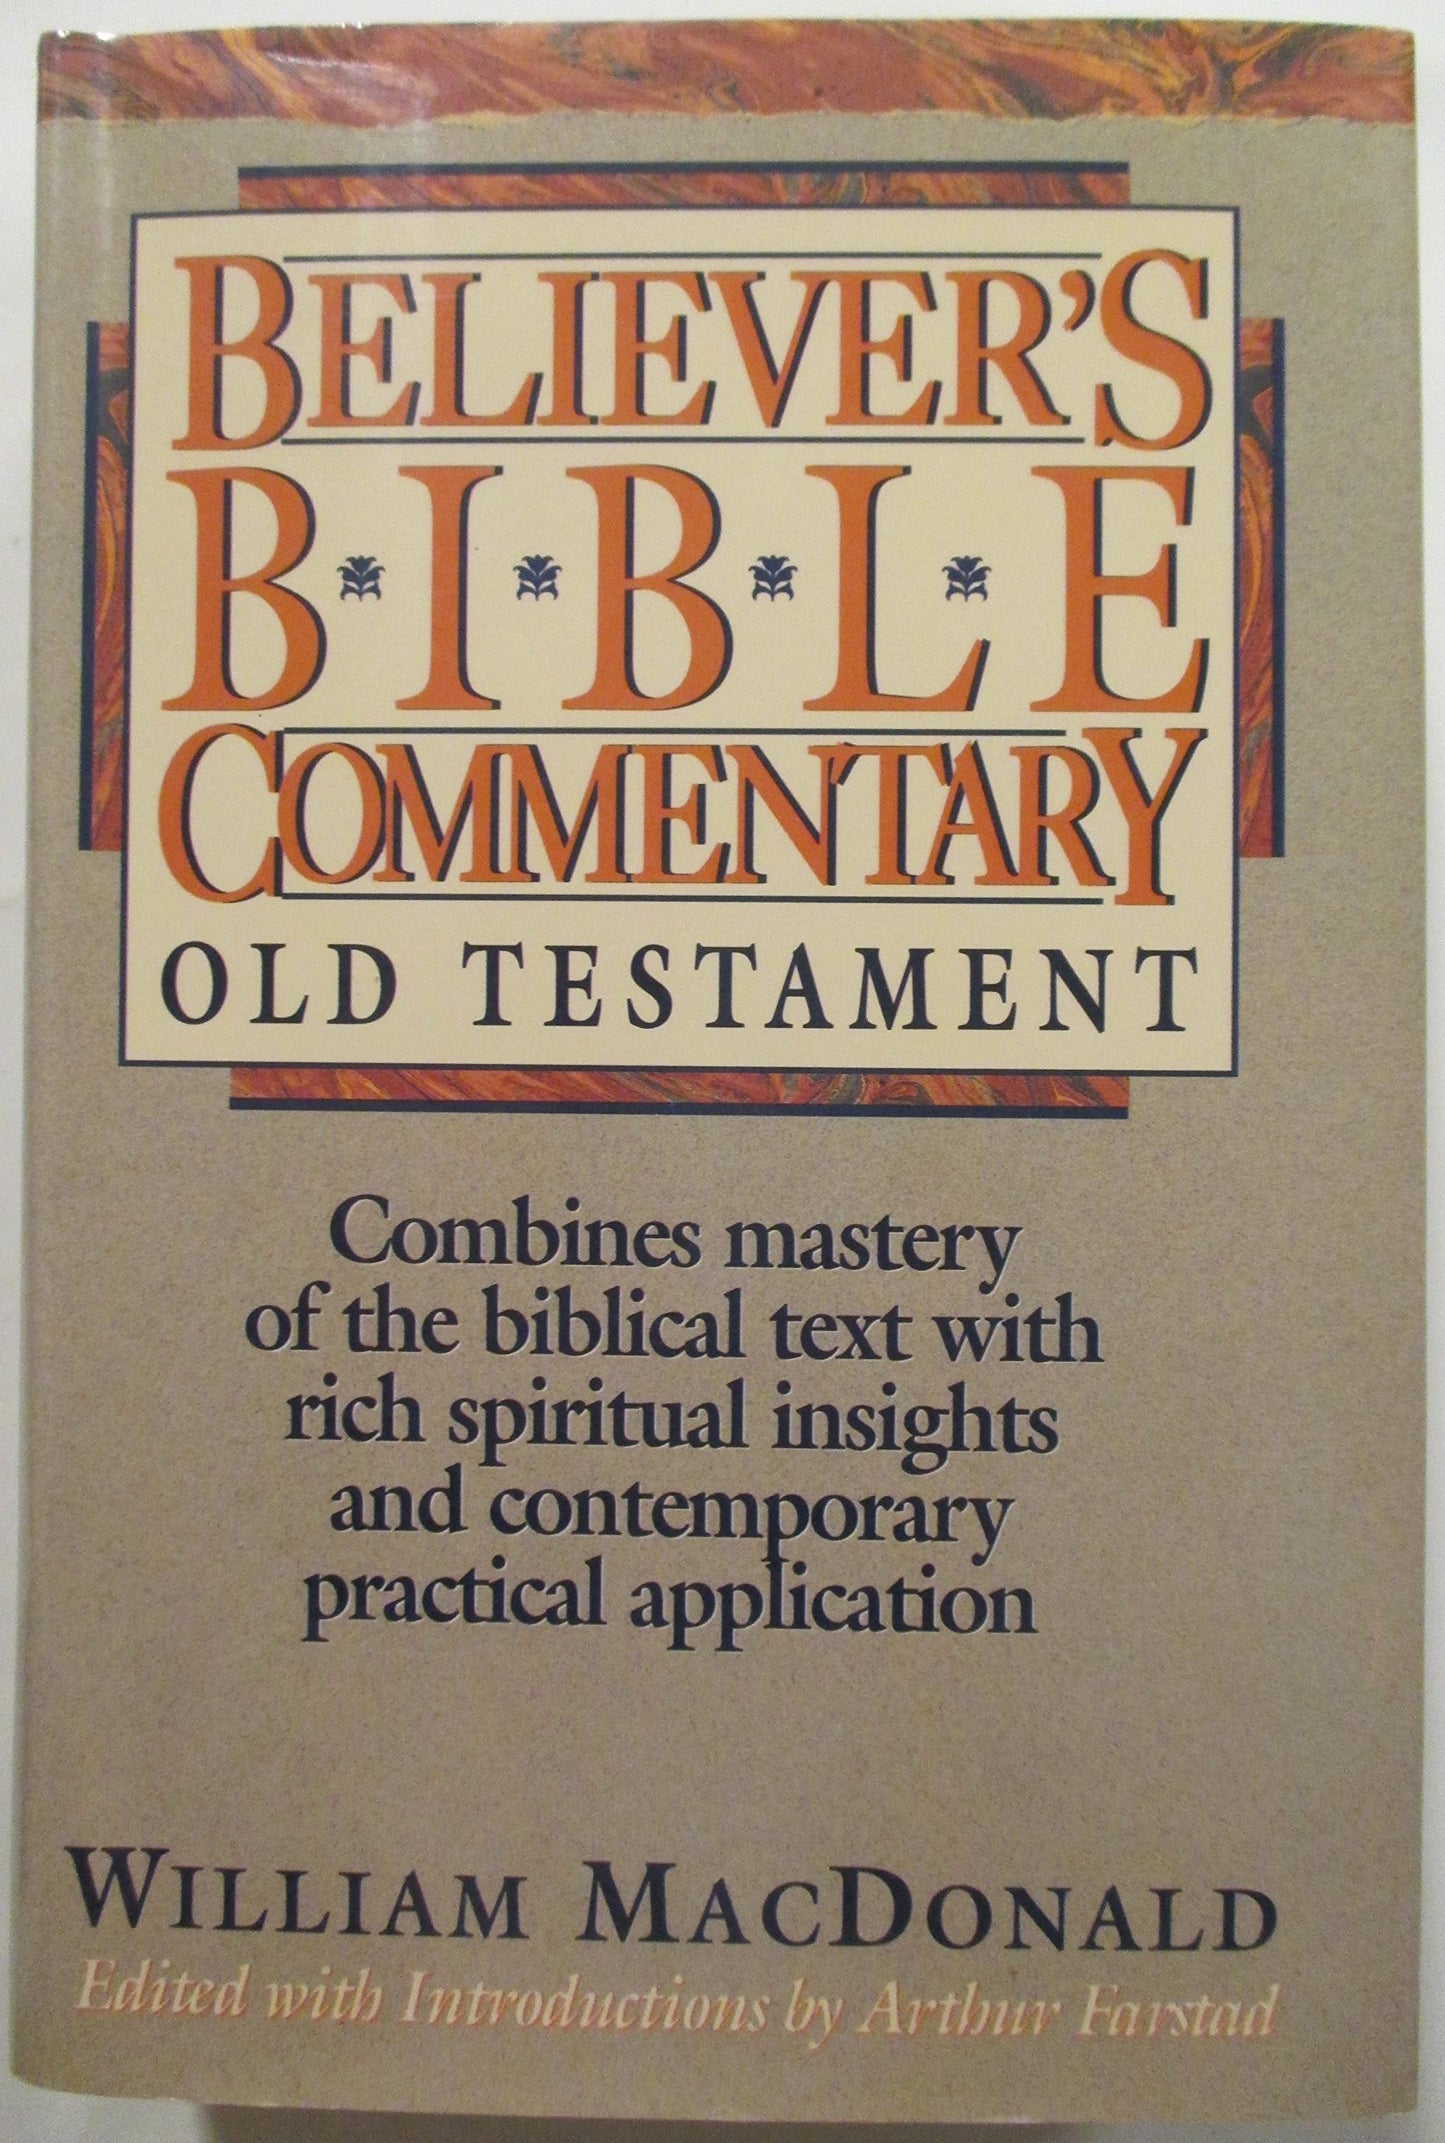 BELIEVER'S
B·I·B·L·E
COMMENTARY
OLD TESTAMENT
Combines mastery
of the biblical text with
rich spiritual insights
and contemporary
practical application
WILLIAM MACDONALD
Edited with Introductions by Arthur Farstad